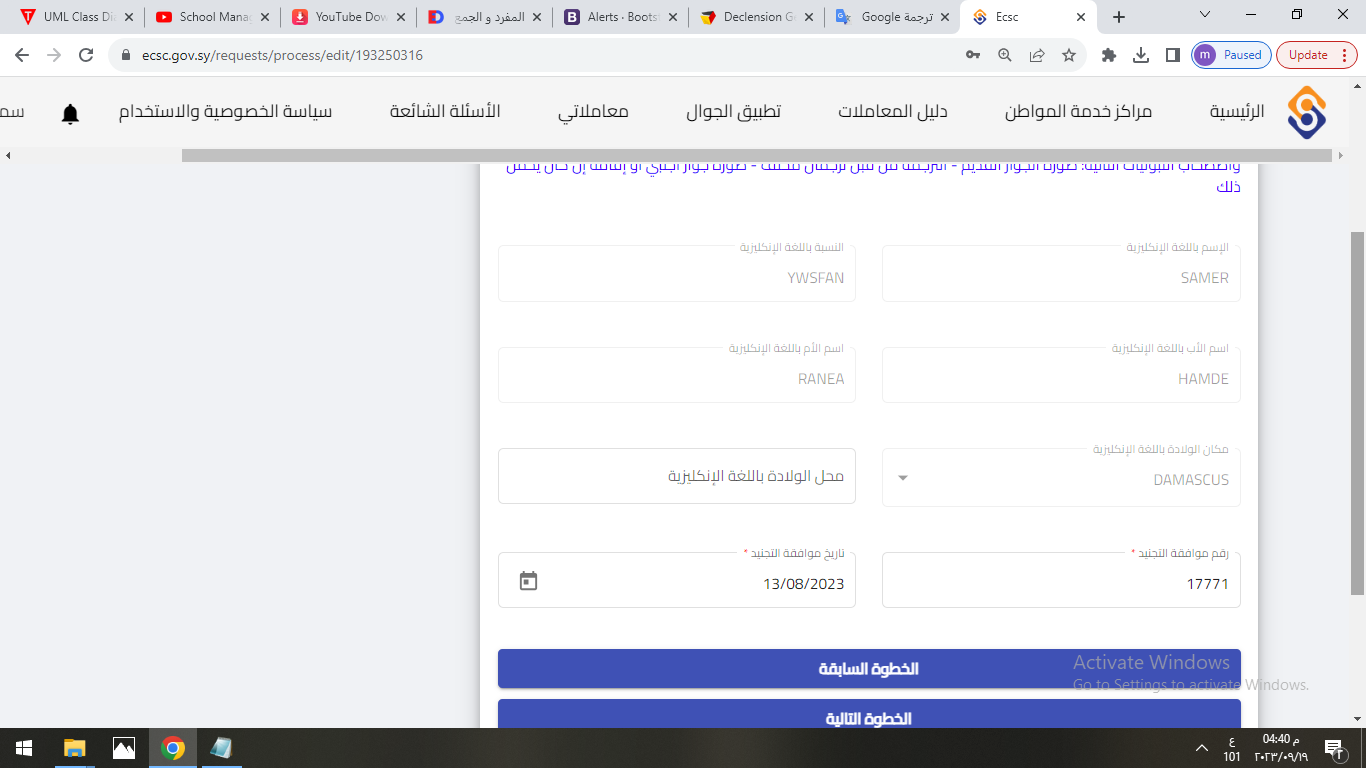 UML Class Dia
School Manag
YouTube Dow
المفرد و الجمع
Alerts · Boots
Declension G
ترجمة Google
Ecsc
ecsc.gov.sy/requests/process/edit/193250316
m Paused
Update
الرئيسية
مراكز خدمة المواطن
دليل المعاملات
تطبيق الجوال
معاملاتي
الأسئلة الشائعة
سياسة الخصوصية والاستخدام
ذلك
الإسم باللغة الإنكليزية
SAMER
النسبة باللغة الإنكليزية
YWSFAN
اسم الأب باللغة الإنكليزية
HAMDE
اسم الأم باللغة الإنكليزية
RANEA
مكان الولادة باللغة الإنكليزية
DAMASCUS
محل الولادة باللغة الإنكليزية
رقم موافقة التجنيد *
17771
تاريخ موافقة التجنيد *
13/08/2023
الخطوة السابقة
الخطوة التالية
Activate Windows
Go to Settings to activate Windows.
ع
101
04:40 م
٢٠٢٣/٠٩/١٩